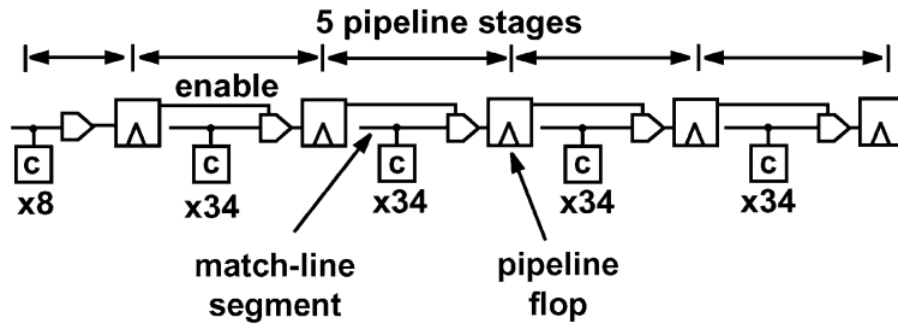 5 pipeline stages
enable
c c c c c
x8 x34 x34 x34 x34
match-line segment
pipeline flop